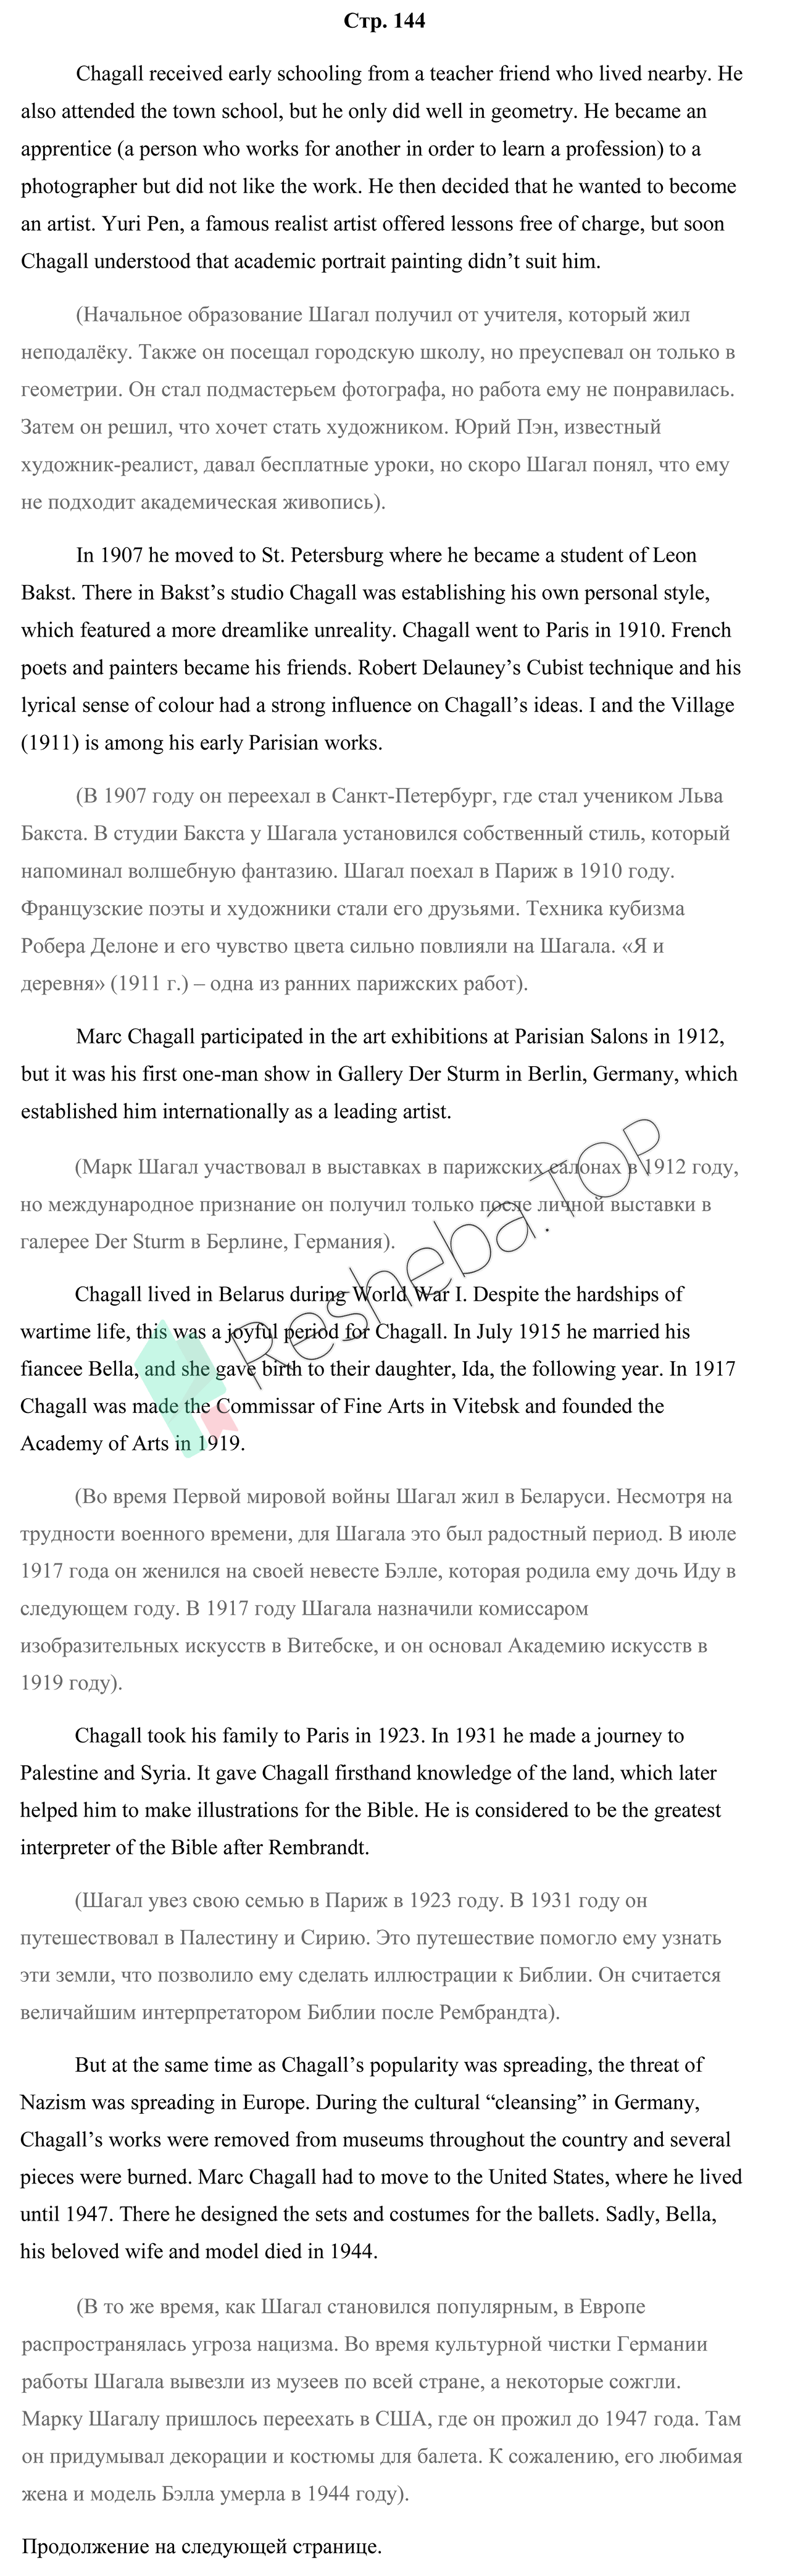 Стр. 144
Chagall received early schooling from a teacher friend who lived nearby. He
also attended the town school, but he only did well in geometry. He became an
apprentice (a person who works for another in order to learn a profession) to a
photographer but did not like the work. He then decided that he wanted to become
an artist. Yuri Pen, a famous realist artist offered lessons free of charge, but soon
Chagall understood that academic portrait painting didn’t suit him.
(Начальное образование Шагал получил от учителя, который жил
неподалёку. Также он посещал городскую школу, но преуспевал он только в
геометрии. Он стал подмастерьем фотографа, но работа ему не понравилась.
Затем он решил, что хочет стать художником. Юрий Пэн, известный
художник-реалист, давал бесплатные уроки, но скоро Шагал понял, что ему
не подходит академическая живопись).
In 1907 he moved to St. Petersburg where he became a student of Leon
Bakst. There in Bakst’s studio Chagall was establishing his own personal style,
which featured a more dreamlike unreality. Chagall went to Paris in 1910. French
poets and painters became his friends. Robert Delauney’s Cubist technique and his
lyrical sense of colour had a strong influence on Chagall’s ideas. I and the Village
(1911) is among his early Parisian works.
(В 1907 году он переехал в Санкт-Петербург, где стал учеником Льва
Бакста. В студии Бакста у Шагала установился собственный стиль, который
напоминал волшебную фантазию. Шагал поехал в Париж в 1910 году.
Французские поэты и художники стали его друзьями. Техника кубизма
Робера Делоне и его чувство цвета сильно повлияли на Шагала. «Я и
деревня» (1911 г.) – одна из ранних парижских работ).
Marc Chagall participated in the art exhibitions at Parisian Salons in 1912,
but it was his first one-man show in Gallery Der Sturm in Berlin, Germany, which
established him internationally as a leading artist.
(Марк Шагал участвовал в выставках в парижских салонах в 1912 году,
но международное признание он получил только после личной выставки в
галерее Der Sturm в Берлине, Германия).
Resheba.TOP
Chagall lived in Belarus during World War I. Despite the hardships of
wartime life, this was a joyful period for Chagall. In July 1915 he married his
fiancee Bella, and she gave birth to their daughter, Ida, the following year. In 1917
Chagall was made the Commissar of Fine Arts in Vitebsk and founded the
Academy of Arts in 1919.
(Во время Первой мировой войны Шагал жил в Беларуси. Несмотря на
трудности военного времени, для Шагала это был радостный период. В июле
1917 года он женился на своей невесте Бэлле, которая родила ему дочь Иду в
следующем году. В 1917 году Шагала назначили комиссаром
изобразительных искусств в Витебске, и он основал Академию искусств в
1919 году).
Chagall took his family to Paris in 1923. In 1931 he made a journey to
Palestine and Syria. It gave Chagall firsthand knowledge of the land, which later
helped him to make illustrations for the Bible. He is considered to be the greatest
interpreter of the Bible after Rembrandt.
(Шагал увез свою семью в Париж в 1923 году. В 1931 году он
путешествовал в Палестину и Сирию. Это путешествие помогло ему узнать
эти земли, что позволило ему сделать иллюстрации к Библии. Он считается
величайшим интерпретатором Библии после Рембрандта).
But at the same time as Chagall’s popularity was spreading, the threat of
Nazism was spreading in Europe. During the cultural “cleansing” in Germany,
Chagall’s works were removed from museums throughout the country and several
pieces were burned. Marc Chagall had to move to the United States, where he lived
until 1947. There he designed the sets and costumes for the ballets. Sadly, Bella,
his beloved wife and model died in 1944.
(В то же время, как Шагал становился популярным, в Европе
распространялась угроза нацизма. Во время культурной чистки Германии
работы Шагала вывезли из музеев по всей стране, а некоторые сожгли.
Марку Шагалу пришлось переехать в США, где он прожил до 1947 года. Там
он придумывал декорации и костюмы для балета. К сожалению, его любимая
жена и модель Бэлла умерла в 1944 году).
Продолжение на следующей странице.